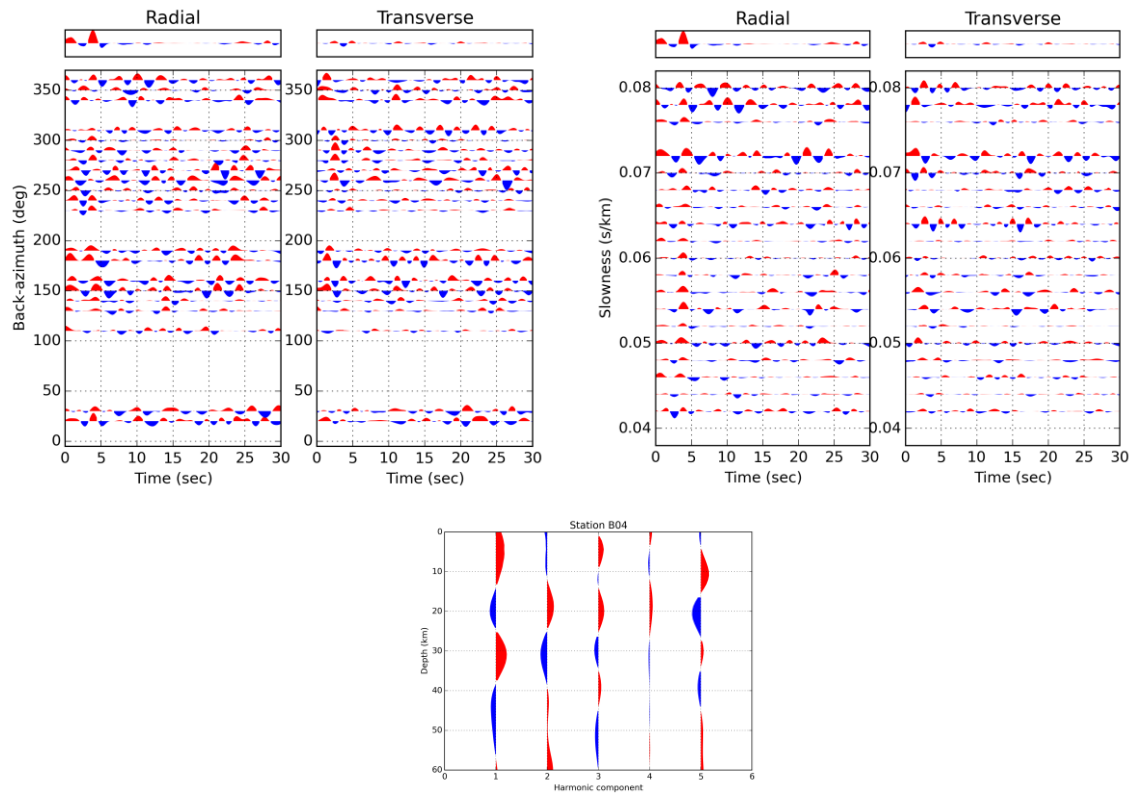 Radial
Transverse
Back-azimuth (deg)
350
300
250
200
150
100
50
0
350
300
250
200
150
100
50
0
0 5 10 15 20 25 30
0 5 10 15 20 25 30
Time (sec)
Time (sec)
Radial
Transverse
Slowness (s/km)
0.08
0.07
0.06
0.05
0.04
0.08
0.07
0.06
0.05
0.04
0 5 10 15 20 25 30
0 5 10 15 20 25 30
Time (sec)
Time (sec)
Station B04
Depth (km)
0
10
20
30
40
50
60
0 1 2 3 4 5 6
Harmonic component